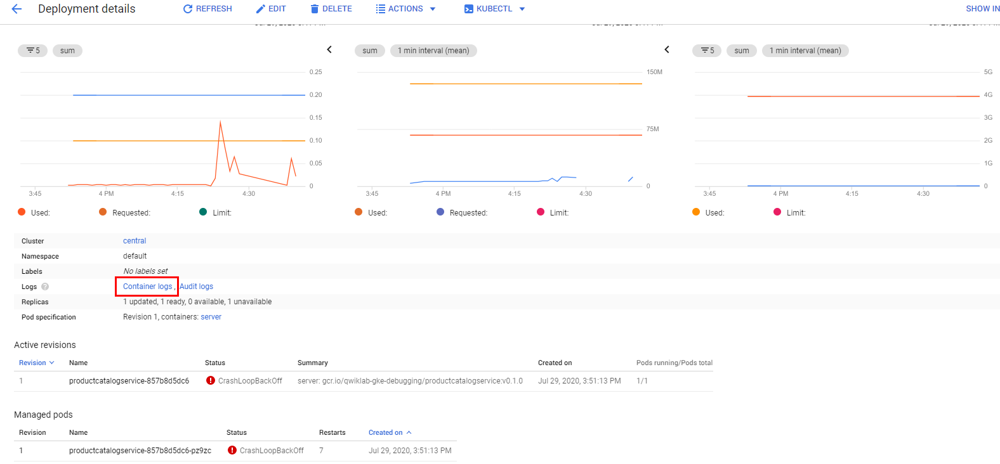 Deployment details REFRESH EDIT DELETE ACTIONS KUBECTL SHOW IN
5 sum sum 1 min interval (mean) 5 sum 1 min interval (mean)
0.25 150M 5G
0.20 4G
0.15 3G
75M
0.10 2G
0.05 1G
0 0 0
3:45 4 PM 4:15 4:30 3:45 4 PM 4:15 4:30 3:45 4 PM 4:15 4:30
Used: Requested: Limit: Used: Requested: Limit: Used: Limit:
Cluster central
Namespace default
Labels No labels set
Logs ? Container logs , Audit logs
Replicas 1 updated, 1 ready, 0 available, 1 unavailable
Pod specification Revision 1, containers: server
Active revisions
Revision Name Status Summary Created on Pods running/Pods total
1 productcatalogservice-857b8d5dc6 CrashLoopBackOff server: gcr.io/qwiklab-gke-debugging/productcatalogservice:v0.1.0 Jul 29, 2020, 3:51:13 PM 1/1
Managed pods
Revision Name Status Restarts Created on
1 productcatalogservice-857b8d5dc6-pz9zc CrashLoopBackOff 7 Jul 29, 2020, 3:51:13 PM